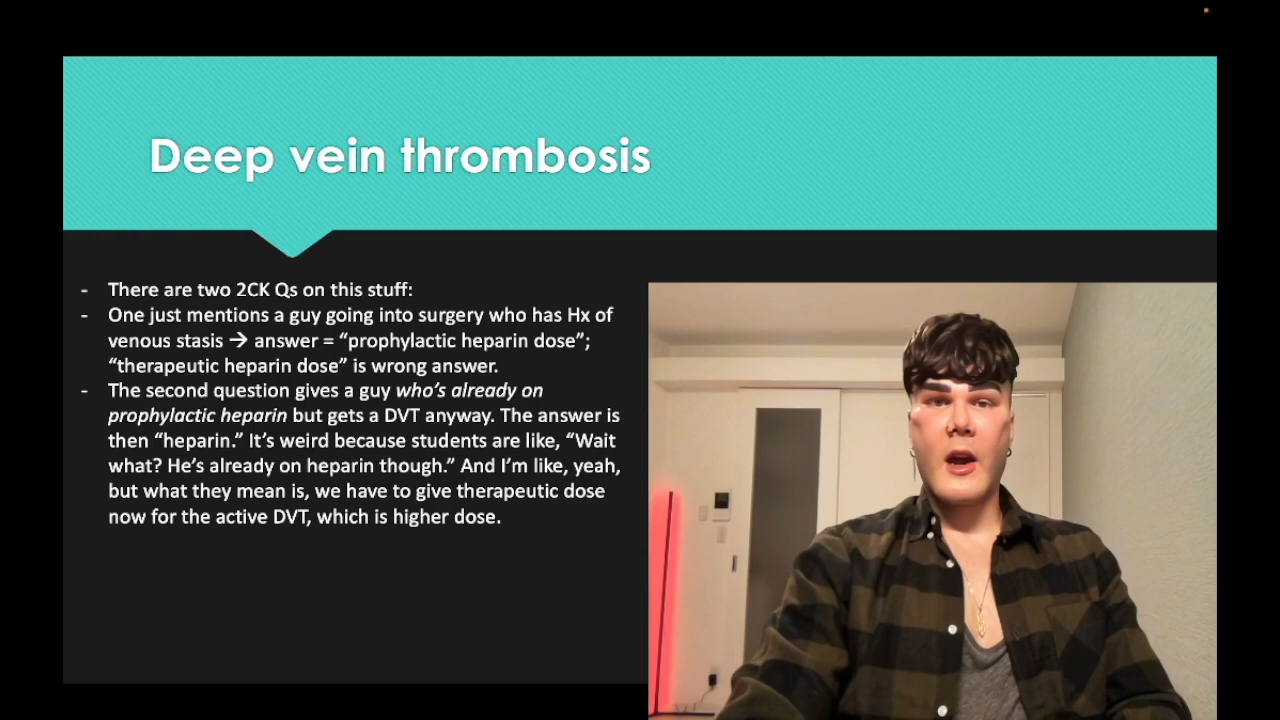 Deep vein thrombosis
- There are two 2CK Qs on this stuff:
- One just mentions a guy going into surgery who has Hx of
venous stasis → answer = “prophylactic heparin dose”;
“therapeutic heparin dose” is wrong answer.
- The second question gives a guy who’s already on
prophylactic heparin but gets a DVT anyway. The answer is
then “heparin.” It’s weird because students are like, “Wait
what? He’s already on heparin though.” And I’m like, yeah,
but what they mean is, we have to give therapeutic dose
now for the active DVT, which is higher dose.